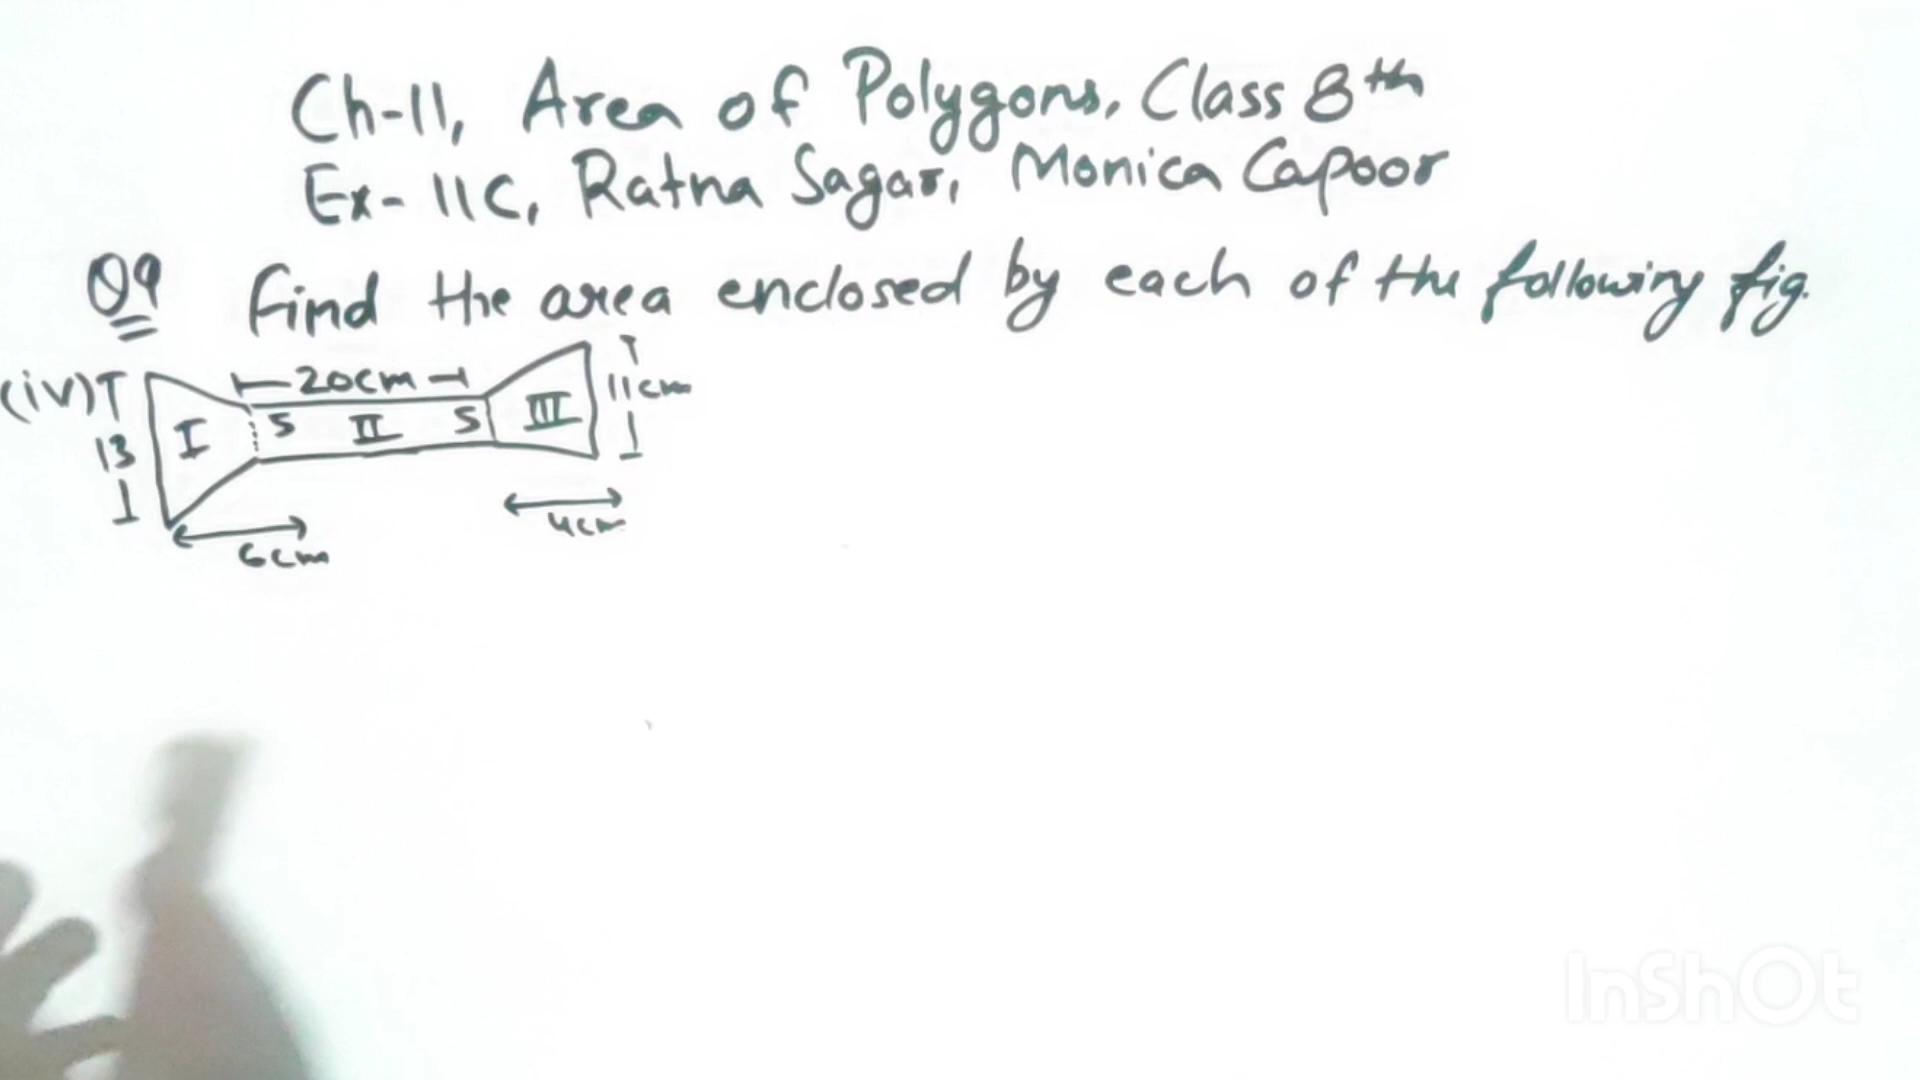 Ch-11, Area of Polygons, Class 8th
Ex- 11C, Ratna Sagar, Monica Capoor
Q9 Find the area enclosed by each of the following fig.
(iv) 20cm 11cm
13 I 5 II 5 III
6cm 4cm
InShOt